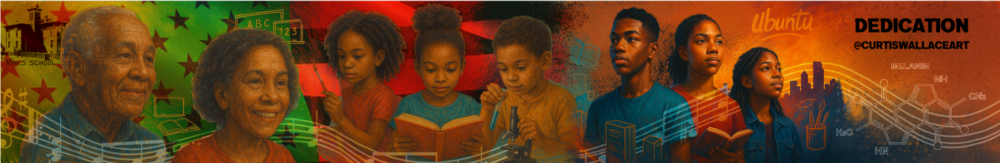 JONES SCHOOL
ABC
123
Ubuntu
DEDICATION
@CURTISWALLACEART
MELANIN
NH
CH₃
H₃C
HN